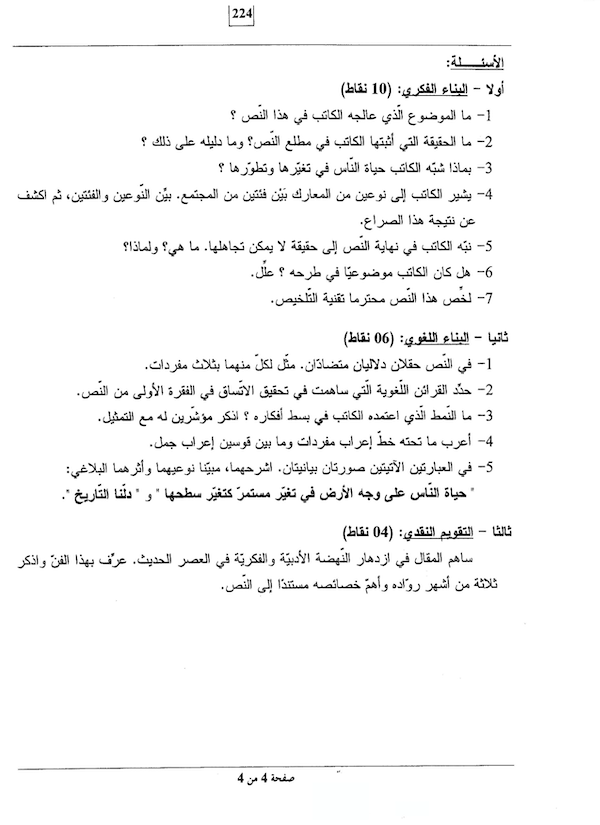 224
الأسئـــــلة:
أولا – البناء الفكري: (10 نقاط)
1- ما الموضوع الّذي عالجه الكاتب في هذا النّص ؟
2- ما الحقيقة التي أثبتها الكاتب في مطلع النّص؟ وما دليله على ذلك ؟
3- بماذا شبّه الكاتب حياة النّاس في تغيّرها وتطوّرها ؟
4- يشير الكاتب إلى نوعين من المعارك بَيْن فئتين من المجتمع. بيِّن النّوعين والفئتين، ثم اكشف
عن نتيجة هذا الصراع.
5- نبّه الكاتب في نهاية النّص إلى حقيقة لا يمكن تجاهلها. ما هي؟ ولماذا؟
6- هل كان الكاتب موضوعيّا في طرحه ؟ علِّل.
7- لخِّص هذا النّص محترما تقنية التّلخيص.
ثانيا – البناء اللغوي: (06 نقاط)
1- في النّص حقلان دلاليان متضادّان. مثّل لكلّ منهما بثلاث مفردات.
2- حدِّد القرائن اللّغوية الّتي ساهمت في تحقيق الاتّساق في الفقرة الأولى من النّص.
3- ما النّمط الّذي اعتمده الكاتب في بسط أفكاره ؟ اذكر مؤشّرين له مع التمثيل.
4- أعرب ما تحته خطّ إعراب مفردات وما بين قوسين إعراب جمل.
5- في العبارتين الآتيتين صورتان بيانيتان. اشرحهما، مبيّنا نوعيهما وأثرهما البلاغي:
" حياة النّاس على وجه الأرض في تغيّر مستمرّ كتغيّر سطحها " و " دلّنا التّاريخ ".
ثالثا – التقويم النقدي: (04 نقاط)
ساهم المقال في ازدهار النّهضة الأدبيّة والفكريّة في العصر الحديث. عرِّف بهذا الفنّ واذكر
ثلاثة من أشهر روّاده وأهمّ خصائصه مستندًا إلى النّص.
صفحة 4 من 4